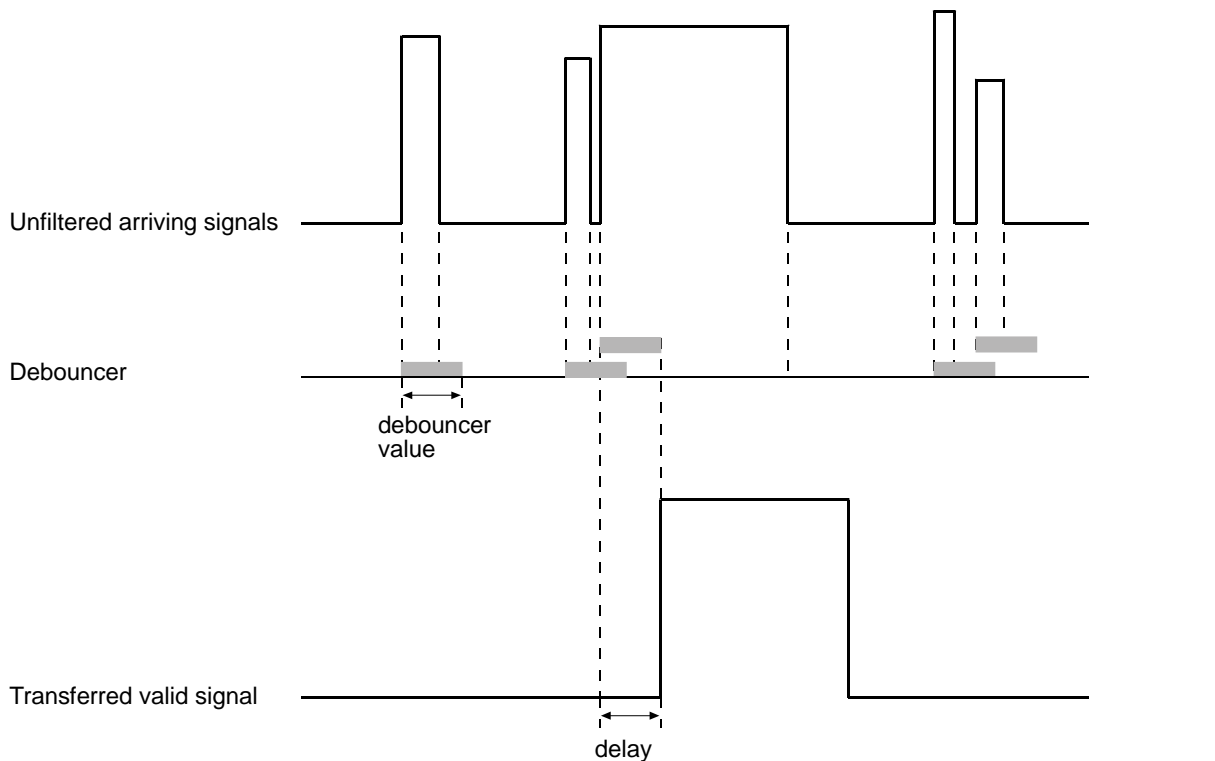 Unfiltered arriving signals
Debouncer
debouncer
value
Transferred valid signal
delay